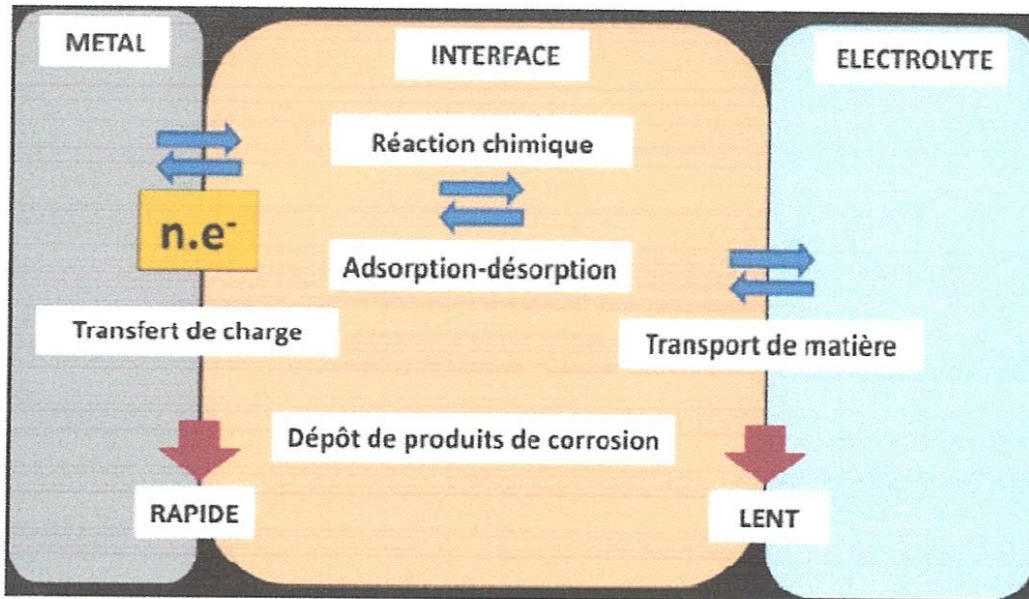 METAL
INTERFACE
ELECTROLYTE
Réaction chimique
n.e⁻
Adsorption-désorption
Transfert de charge
Transport de matière
Dépôt de produits de corrosion
RAPIDE
LENT